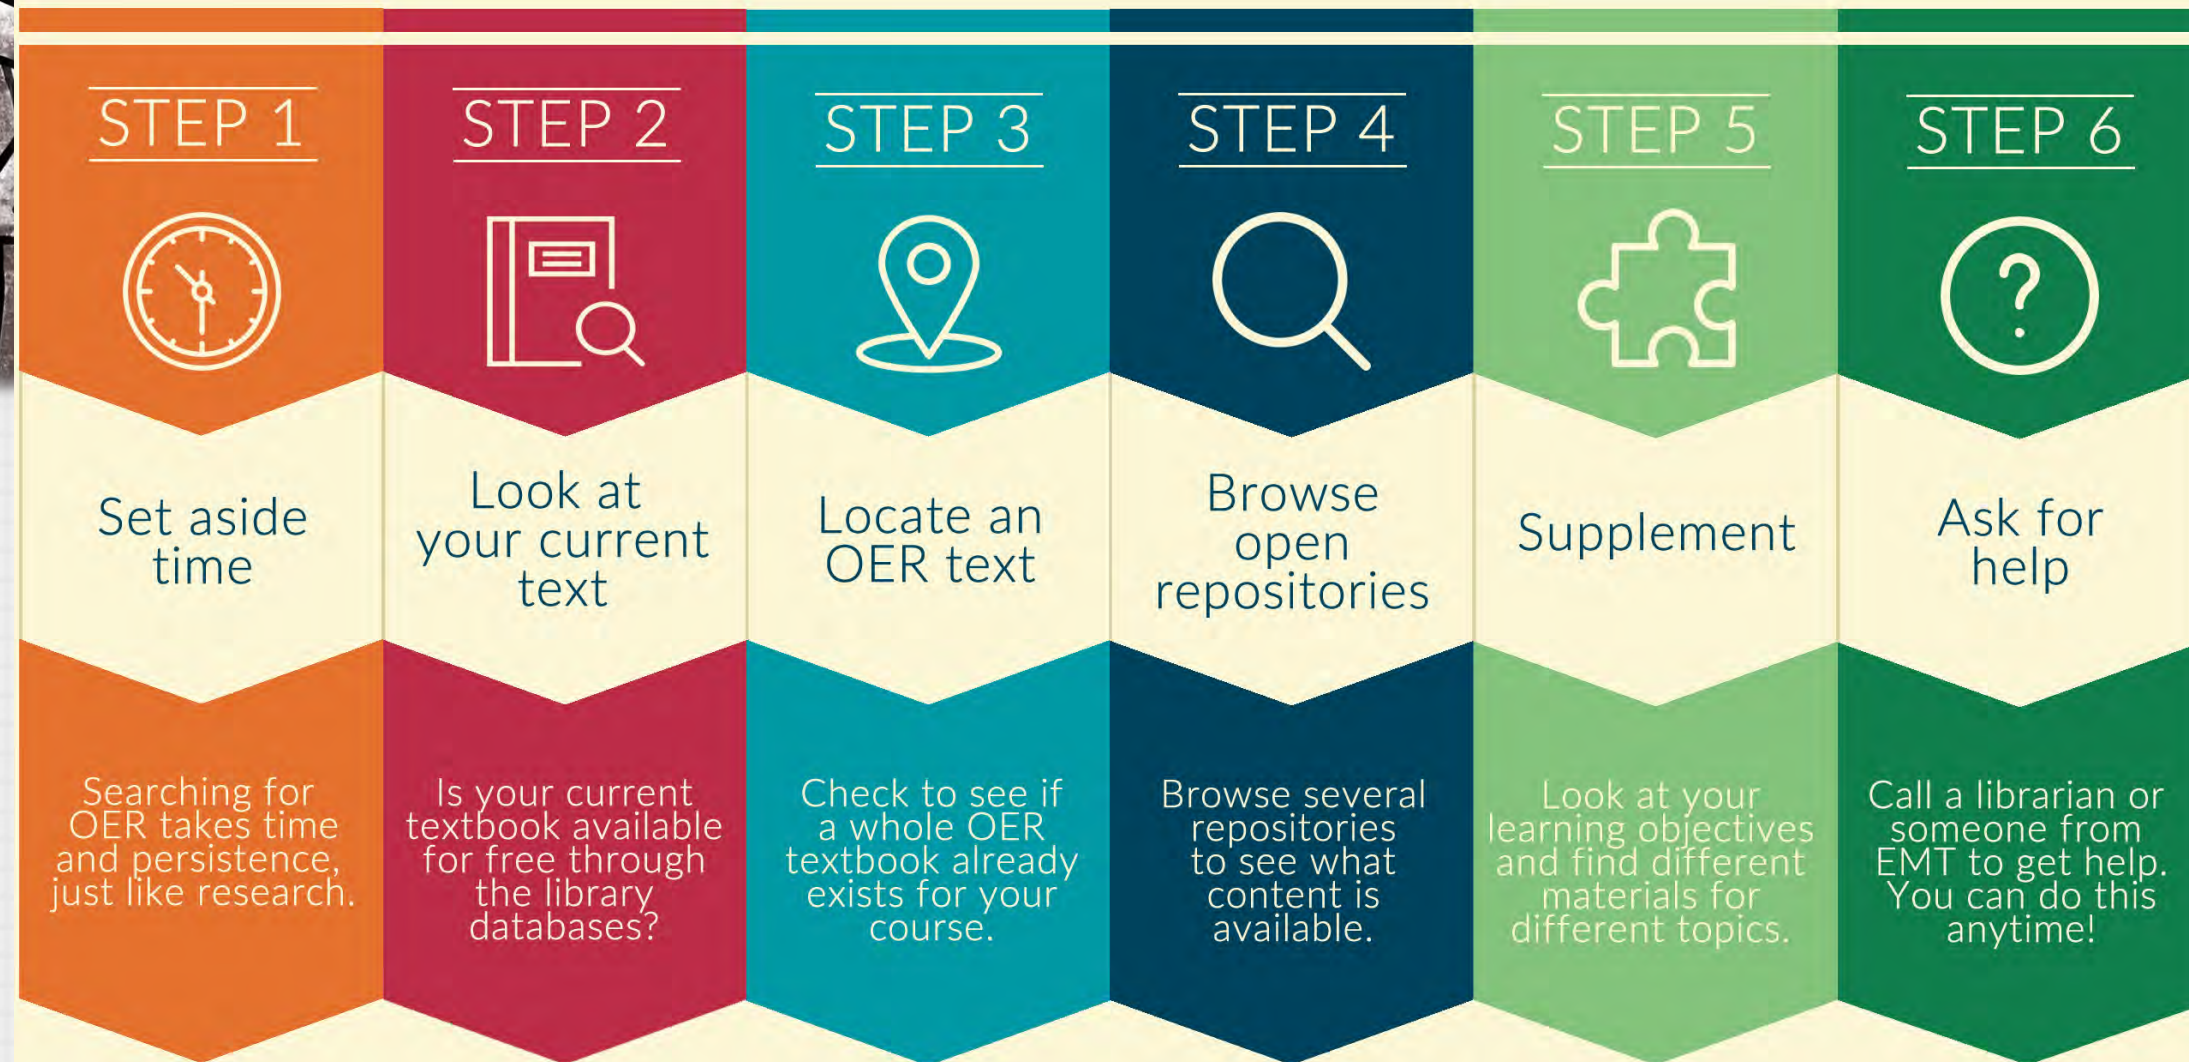 STEP 1
Set aside
time
Searching for
OER takes time
and persistence,
just like research.
STEP 2
Look at
your current
text
Is your current
textbook available
for free through
the library
databases?
STEP 3
Locate an
OER text
Check to see if
a whole OER
textbook already
exists for your
course.
STEP 4
Browse
open
repositories
Browse several
repositories
to see what
content is
available.
STEP 5
Supplement
Look at your
learning objectives
and find different
materials for
different topics.
STEP 6
Ask for
help
Call a librarian or
someone from
EMT to get help.
You can do this
anytime!